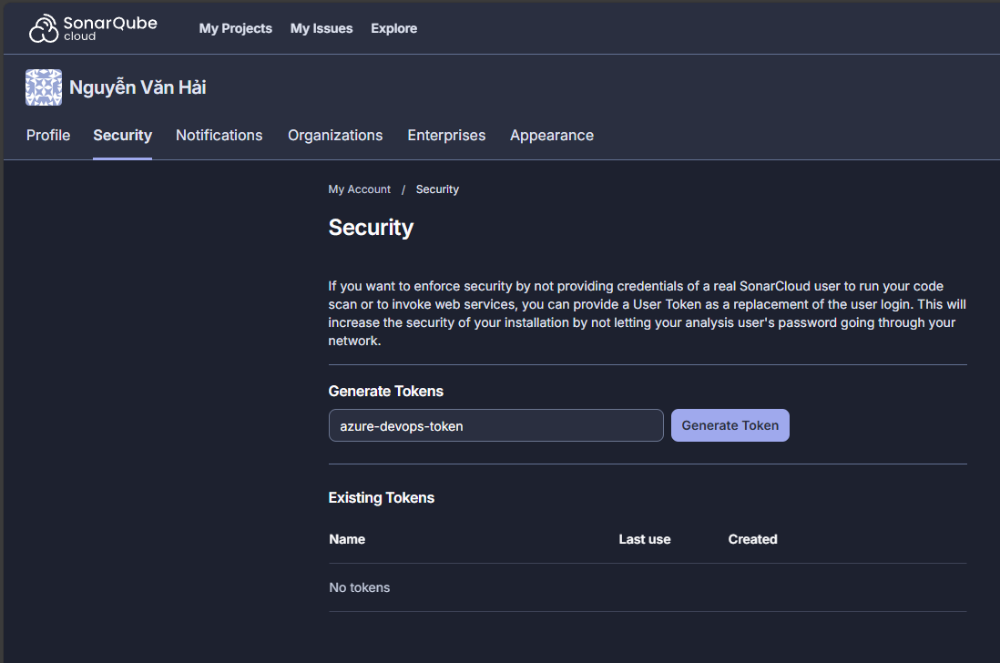 SonarQube
cloud
My Projects My Issues Explore
Nguyễn Văn Hải
Profile Security Notifications Organizations Enterprises Appearance
My Account / Security
Security
If you want to enforce security by not providing credentials of a real SonarCloud user to run your code
scan or to invoke web services, you can provide a User Token as a replacement of the user login. This will
increase the security of your installation by not letting your analysis user's password going through your
network.
Generate Tokens
azure-devops-token Generate Token
Existing Tokens
Name Last use Created
No tokens